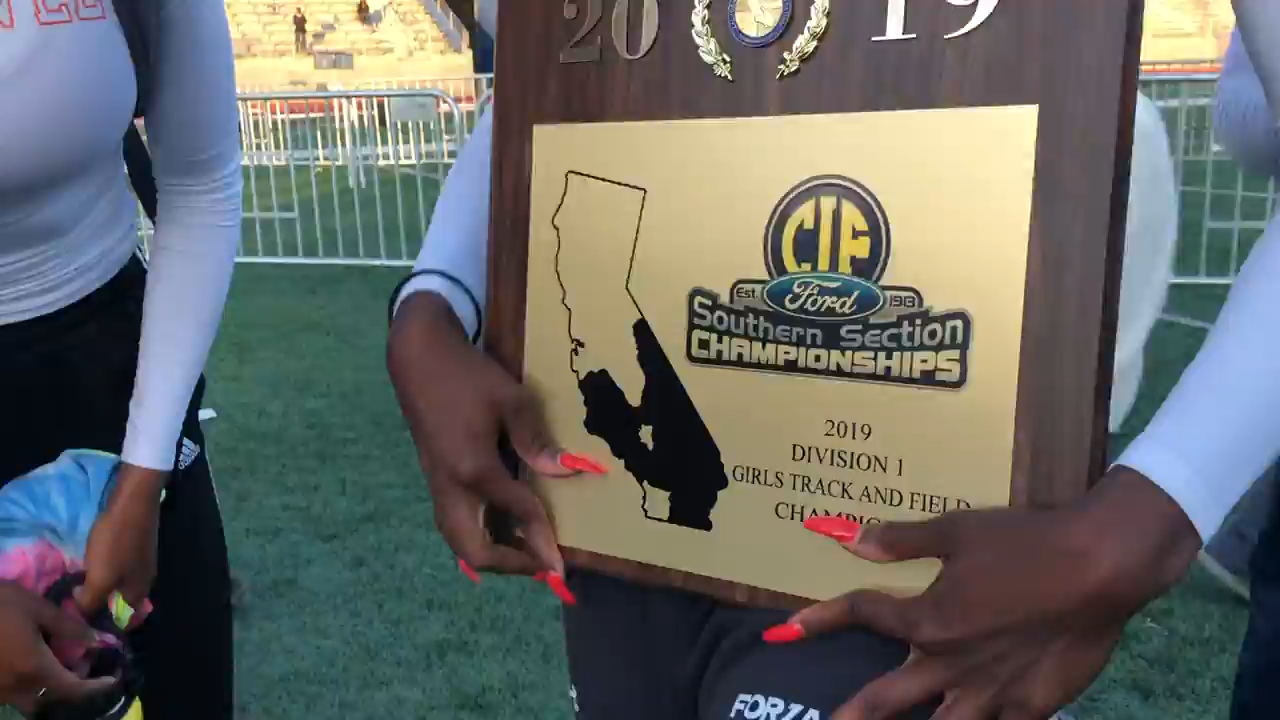 20 19
CIF
Est. Ford 1913
Southern Section
CHAMPIONSHIPS
2019
DIVISION 1
GIRLS TRACK AND FIELD
FORZA